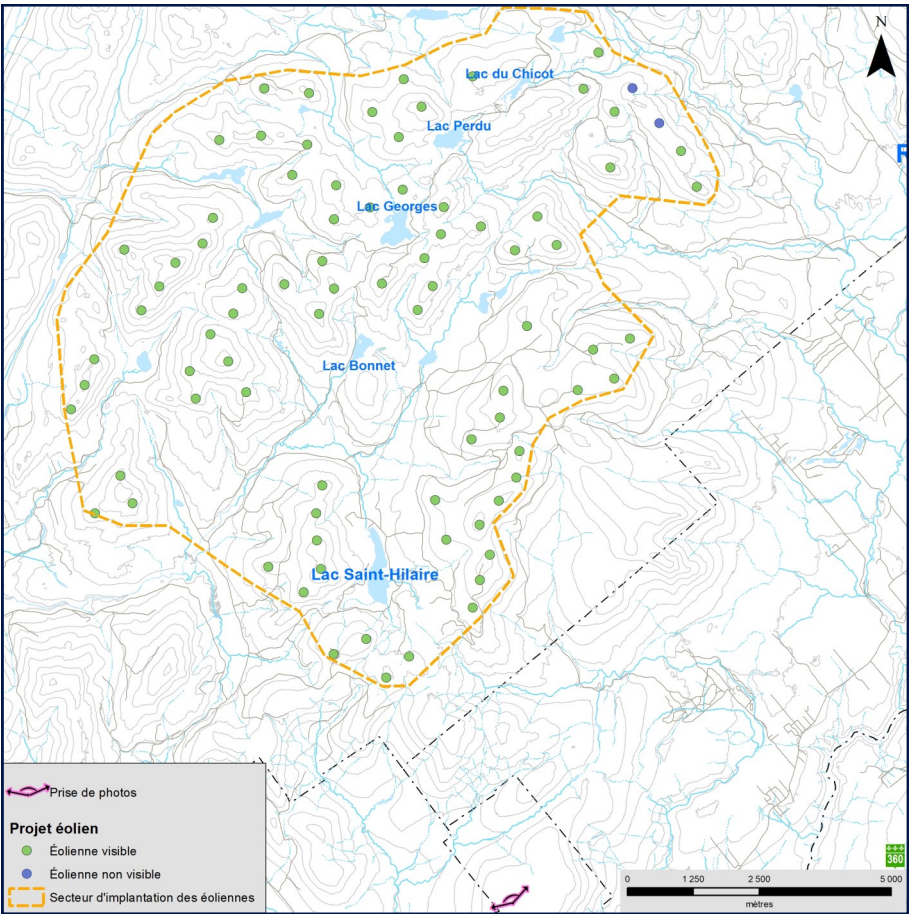 N
Lac du Chicot
Lac Perdu
R
Lac Georges
Lac Bonnet
Lac Saint-Hilaire
Prise de photos
Projet éolien
Éolienne visible
Éolienne non visible
Secteur d'implantation des éoliennes
360
0 1 250 2 500 5 000
mètres